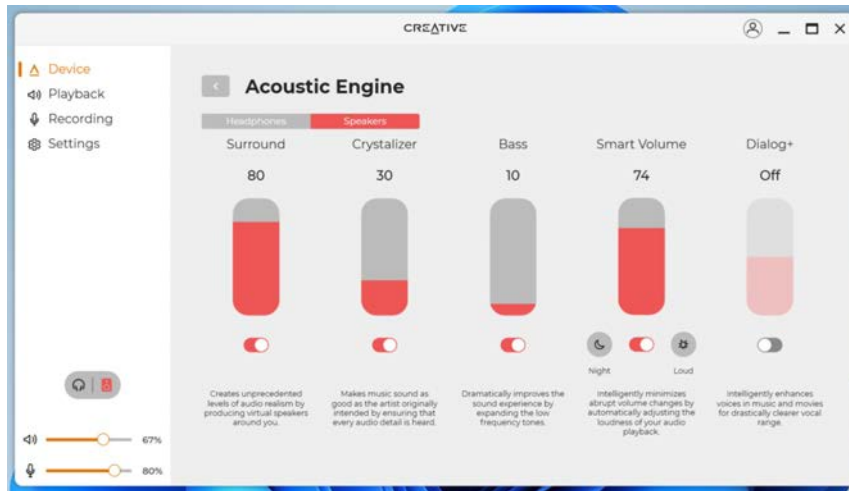 CREATIVE
Device
Playback
Recording
Settings
Acoustic Engine
Headphones Speakers
Surround Crystalizer Bass Smart Volume Dialog+
80 30 10 74 Off
Night Loud
Creates unprecedented
levels of audio realism by
producing virtual speakers
around you.
Makes music sound as
good as the artist originally
intended by ensuring that
every audio detail is heard.
Dramatically improves the
sound experience by
expanding the low
frequency tones.
Intelligently minimizes
abrupt volume changes by
automatically adjusting the
loudness of your audio
playback.
Intelligently enhances
voices in music and movies
for drastically clearer vocal
range.
67%
80%